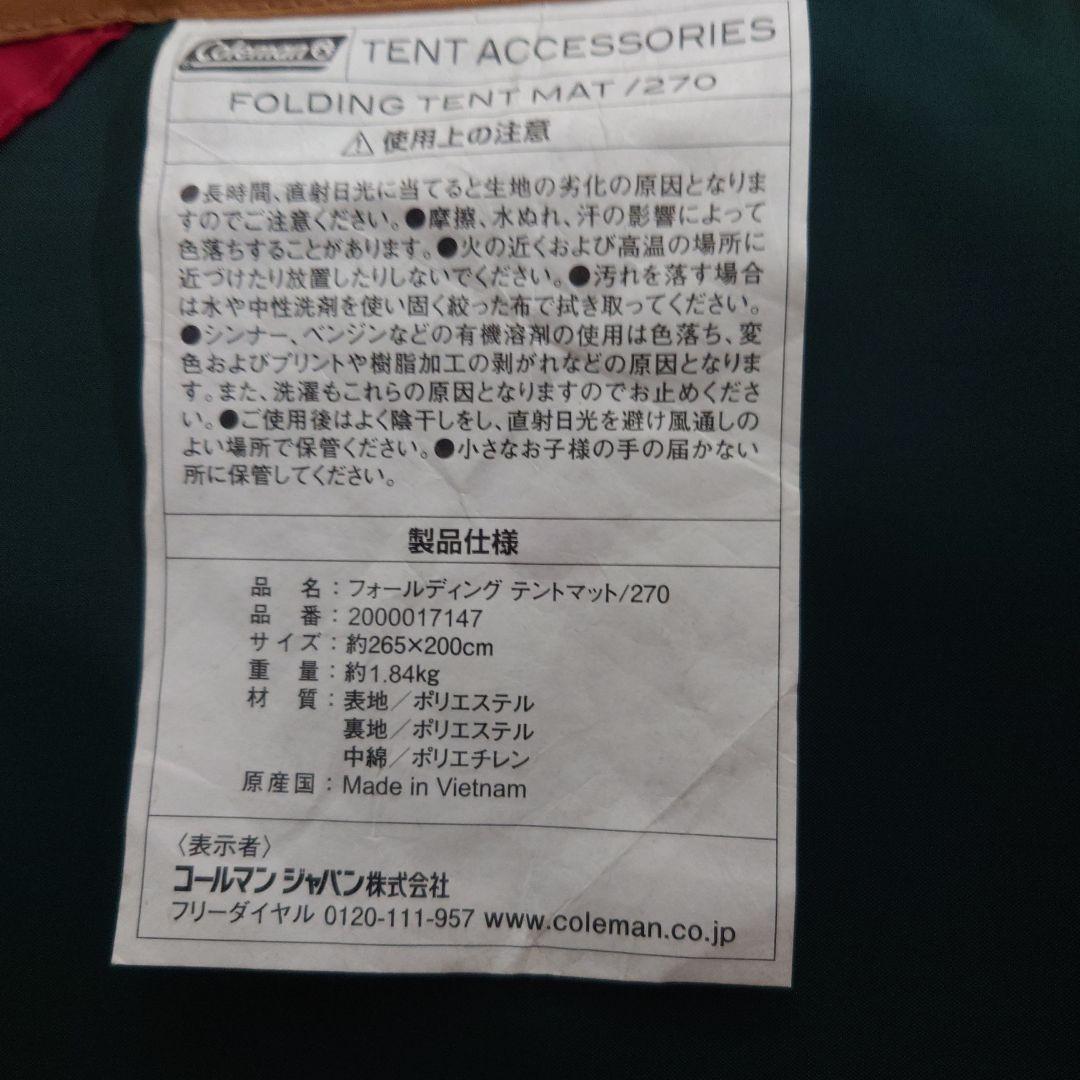 Coleman
TENT ACCESSORIES
FOLDING TENT MAT /270
⚠ 使用上の注意
●長時間、直射日光に当てると生地の劣化の原因となりま
すのでご注意ください。●摩擦、水ぬれ、汗の影響によって
色落ちすることがあります。●火の近くおよび高温の場所に
近づけたり放置したりしないでください。●汚れを落す場合
は水や中性洗剤を使い固く絞った布で拭き取ってください。
●シンナー、ベンジンなどの有機溶剤の使用は色落ち、変
色およびプリントや樹脂加工の剥がれなどの原因となりま
す。また、洗濯もこれらの原因となりますのでお止めくださ
い。●ご使用後はよく陰干しをし、直射日光を避け風通しの
よい場所で保管ください。●小さなお子様の手の届かない
所に保管してください。
製品仕様
品 名：フォールディング テントマット/270
品 番：2000017147
サイズ：約265×200cm
重 量：約1.84kg
材 質：表地／ポリエステル
裏地／ポリエステル
中綿／ポリエチレン
原産国：Made in Vietnam
〈表示者〉
コールマン ジャパン株式会社
フリーダイヤル 0120-111-957 www.coleman.co.jp